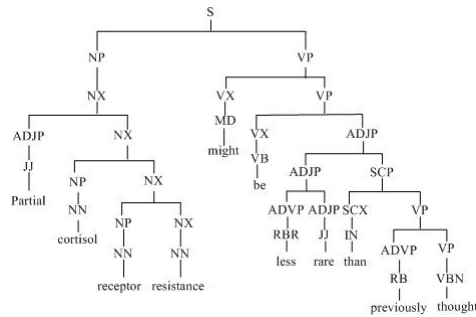 S
NP VP
NX VX VP
ADJP NX MD VX ADJP
JJ NP NX might VB ADJP SCP
Partial NN NP NX be ADVP ADJP SCX VP
cortisol NN NN RBR JJ IN ADVP VP
receptor resistance less rare than RB VBN
previously thought